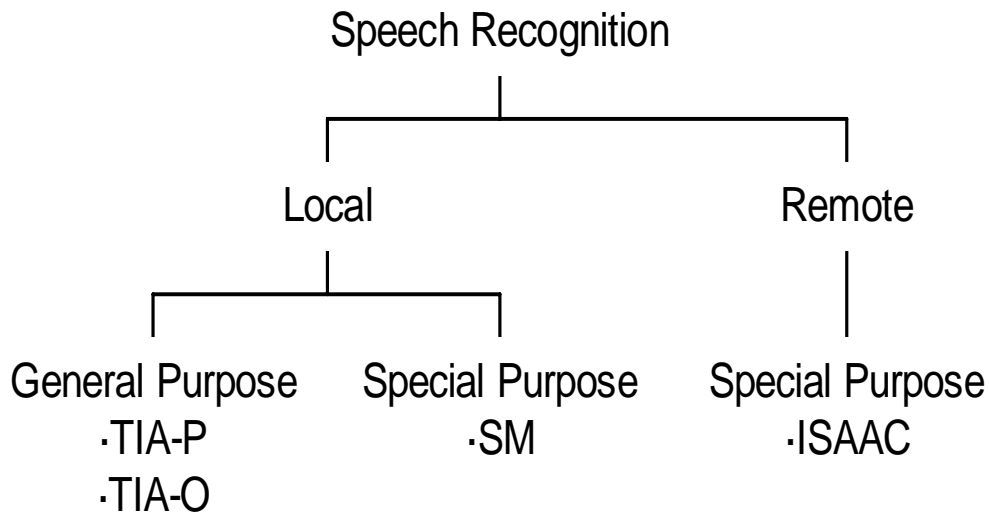 Speech Recognition
Local
Remote
General Purpose
·TIA-P
·TIA-O
Special Purpose
·SM
Special Purpose
·ISAAC